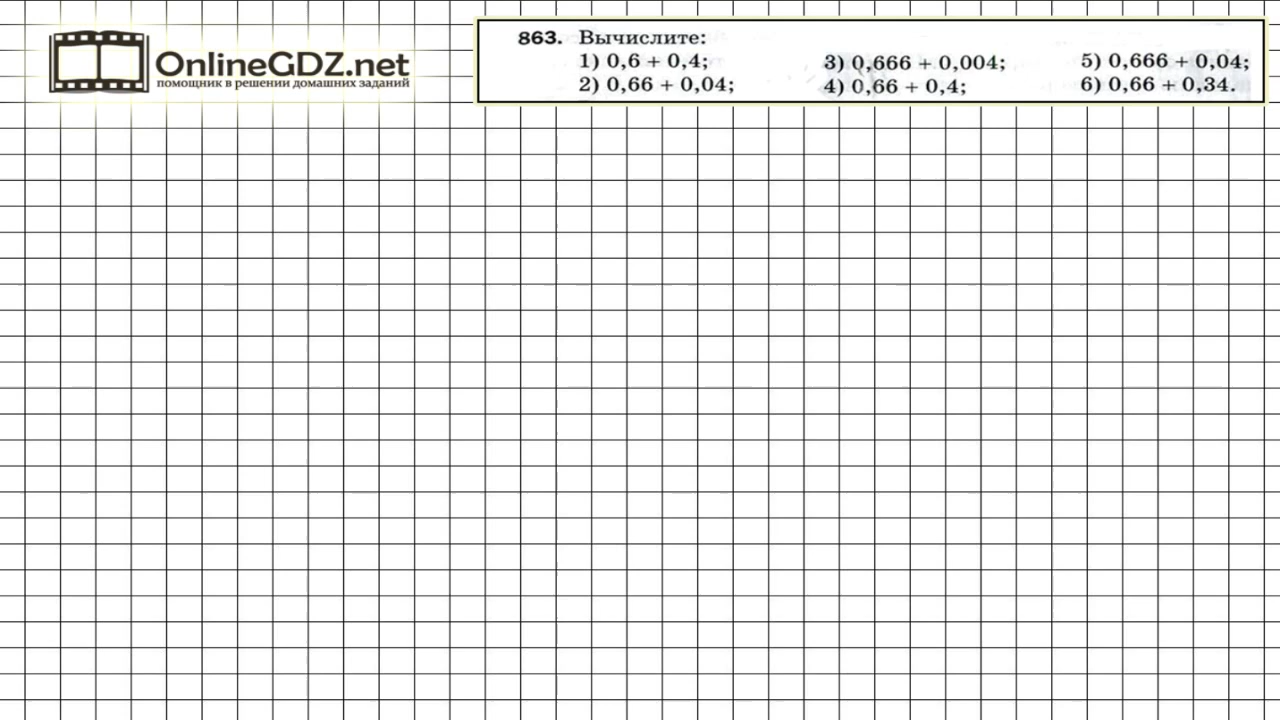 OnlineGDZ.net
помощник в решении домашних заданий
863. Вычислите:
1) 0,6 + 0,4; 3) 0,666 + 0,004; 5) 0,666 + 0,04;
2) 0,66 + 0,04; 4) 0,66 + 0,4; 6) 0,66 + 0,34.